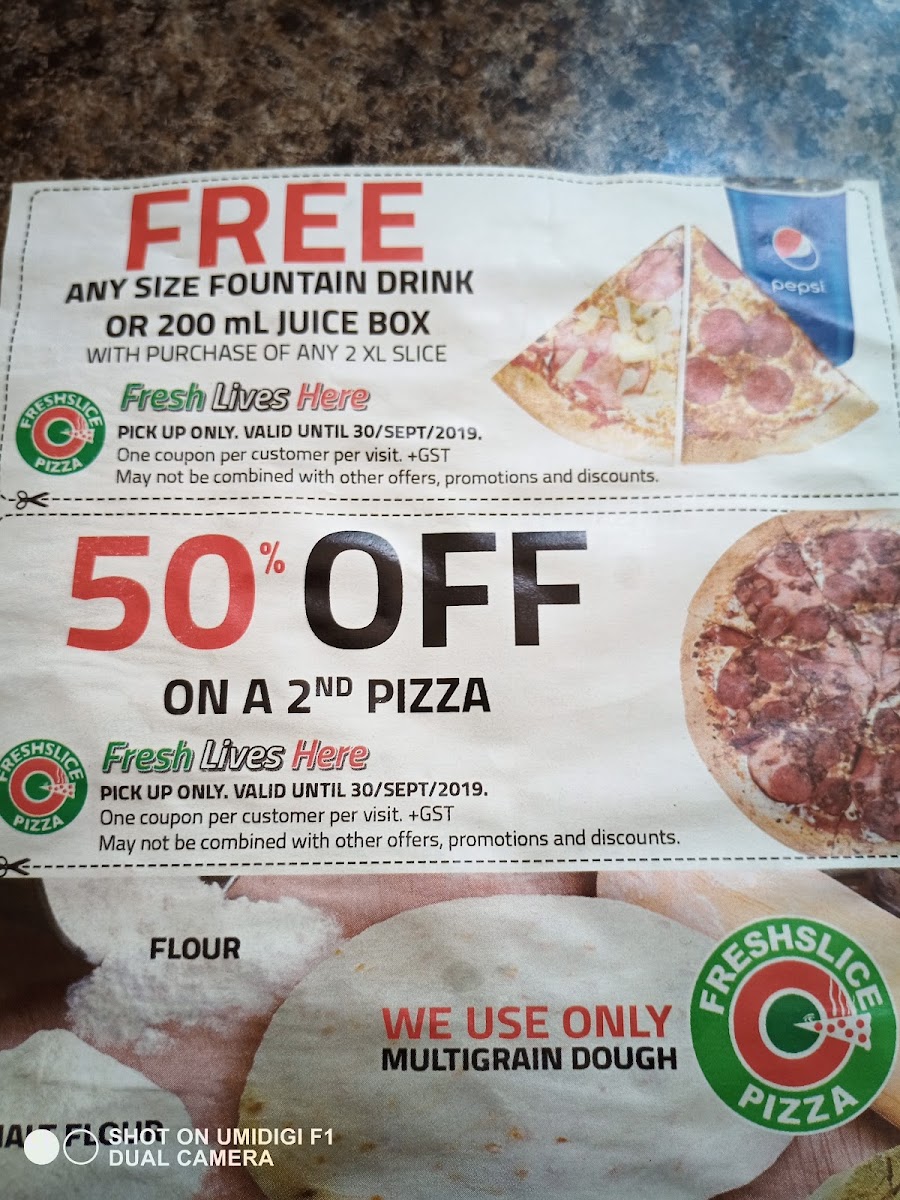 FREE
ANY SIZE FOUNTAIN DRINK
OR 200 mL JUICE BOX
WITH PURCHASE OF ANY 2 XL SLICE
pepsi
FRESHSLICE
PIZZA
Fresh Lives Here
PICK UP ONLY. VALID UNTIL 30/SEPT/2019.
One coupon per customer per visit. +GST
May not be combined with other offers, promotions and discounts.
50% OFF
ON A 2ND PIZZA
FRESHSLICE
PIZZA
Fresh Lives Here
PICK UP ONLY. VALID UNTIL 30/SEPT/2019.
One coupon per customer per visit. +GST
May not be combined with other offers, promotions and discounts.
FLOUR
WE USE ONLY
MULTIGRAIN DOUGH
FRESHSLICE
PIZZA
FLOUR
SHOT ON UMIDIGI F1
DUAL CAMERA